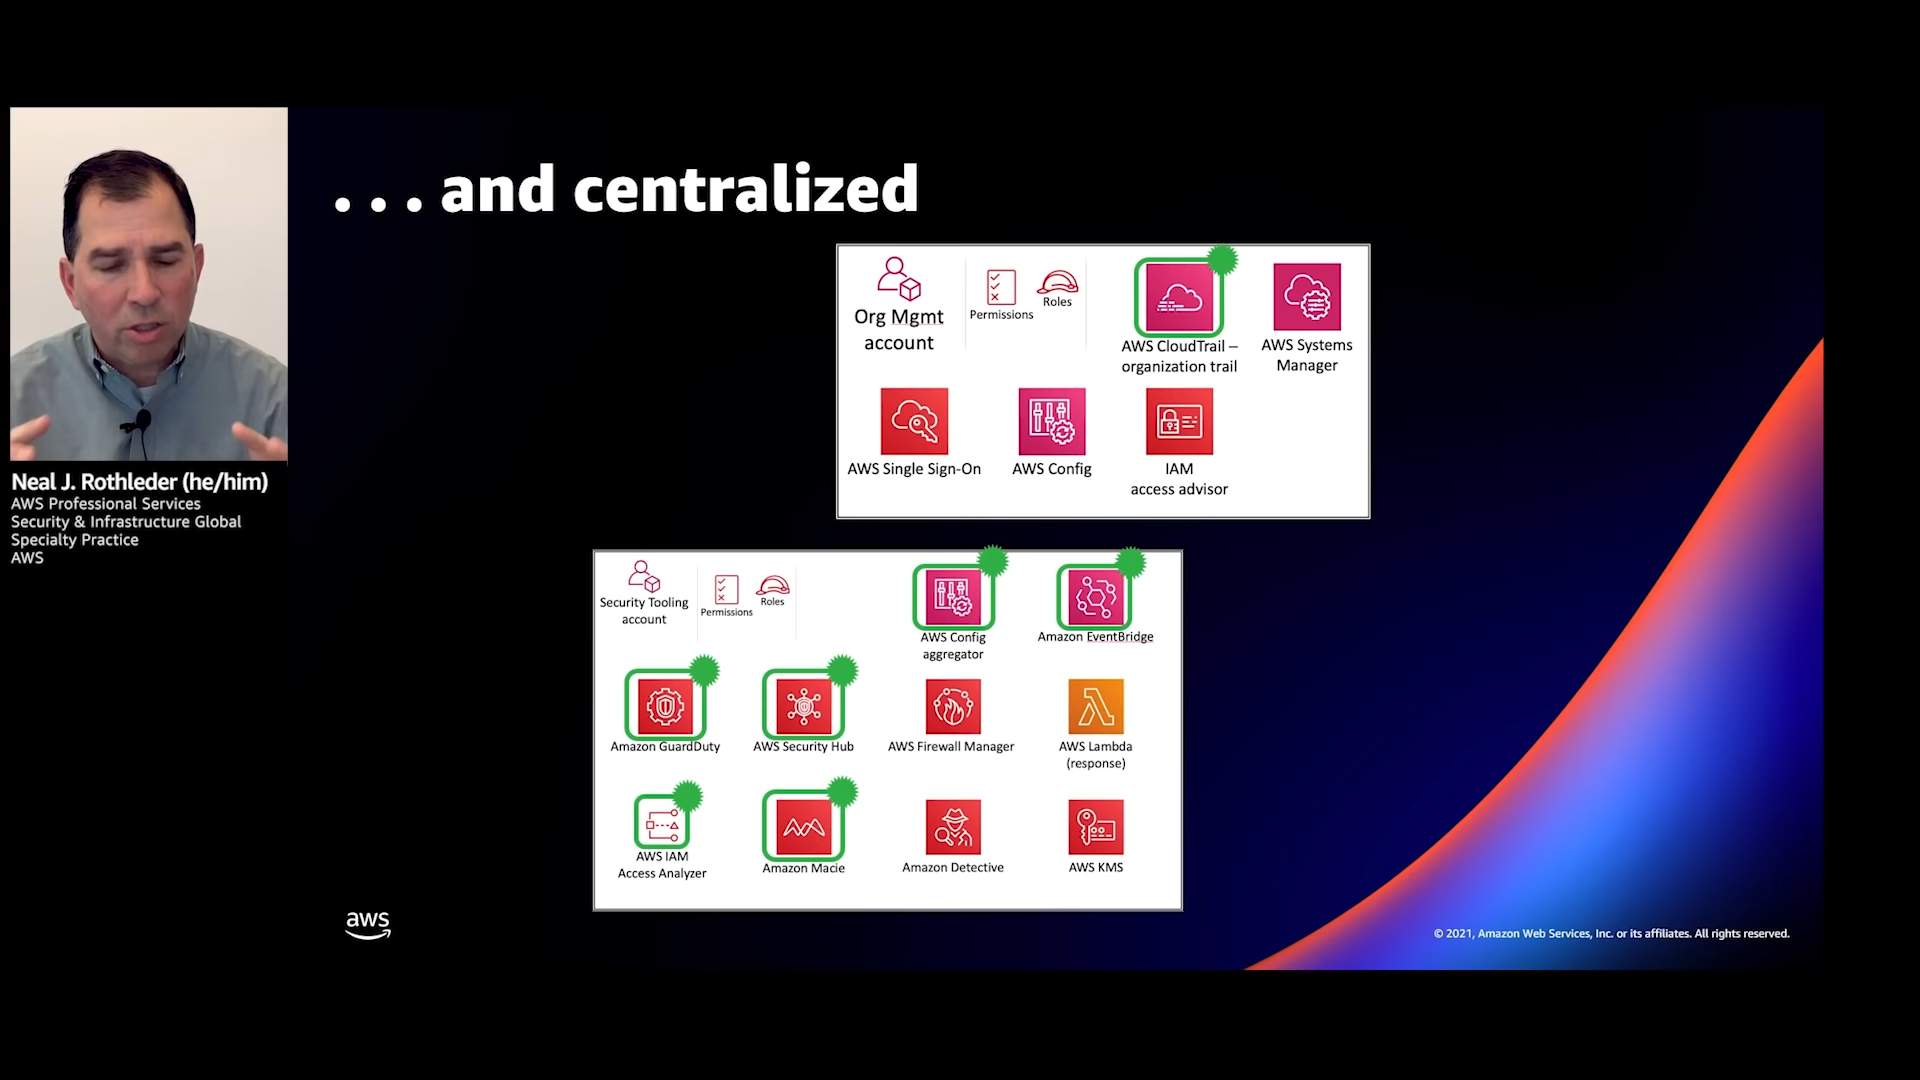 . . . and centralized
Org Mgmt
account
Permissions
Roles
AWS CloudTrail –
organization trail
AWS Systems
Manager
AWS Single Sign-On
AWS Config
IAM
access advisor
Neal J. Rothleder (he/him)
AWS Professional Services
Security & Infrastructure Global
Specialty Practice
AWS
Security Tooling
account
Permissions
Roles
AWS Config
aggregator
Amazon EventBridge
Amazon GuardDuty
AWS Security Hub
AWS Firewall Manager
AWS Lambda
(response)
AWS IAM
Access Analyzer
Amazon Macie
Amazon Detective
AWS KMS
aws
© 2021, Amazon Web Services, Inc. or its affiliates. All rights reserved.